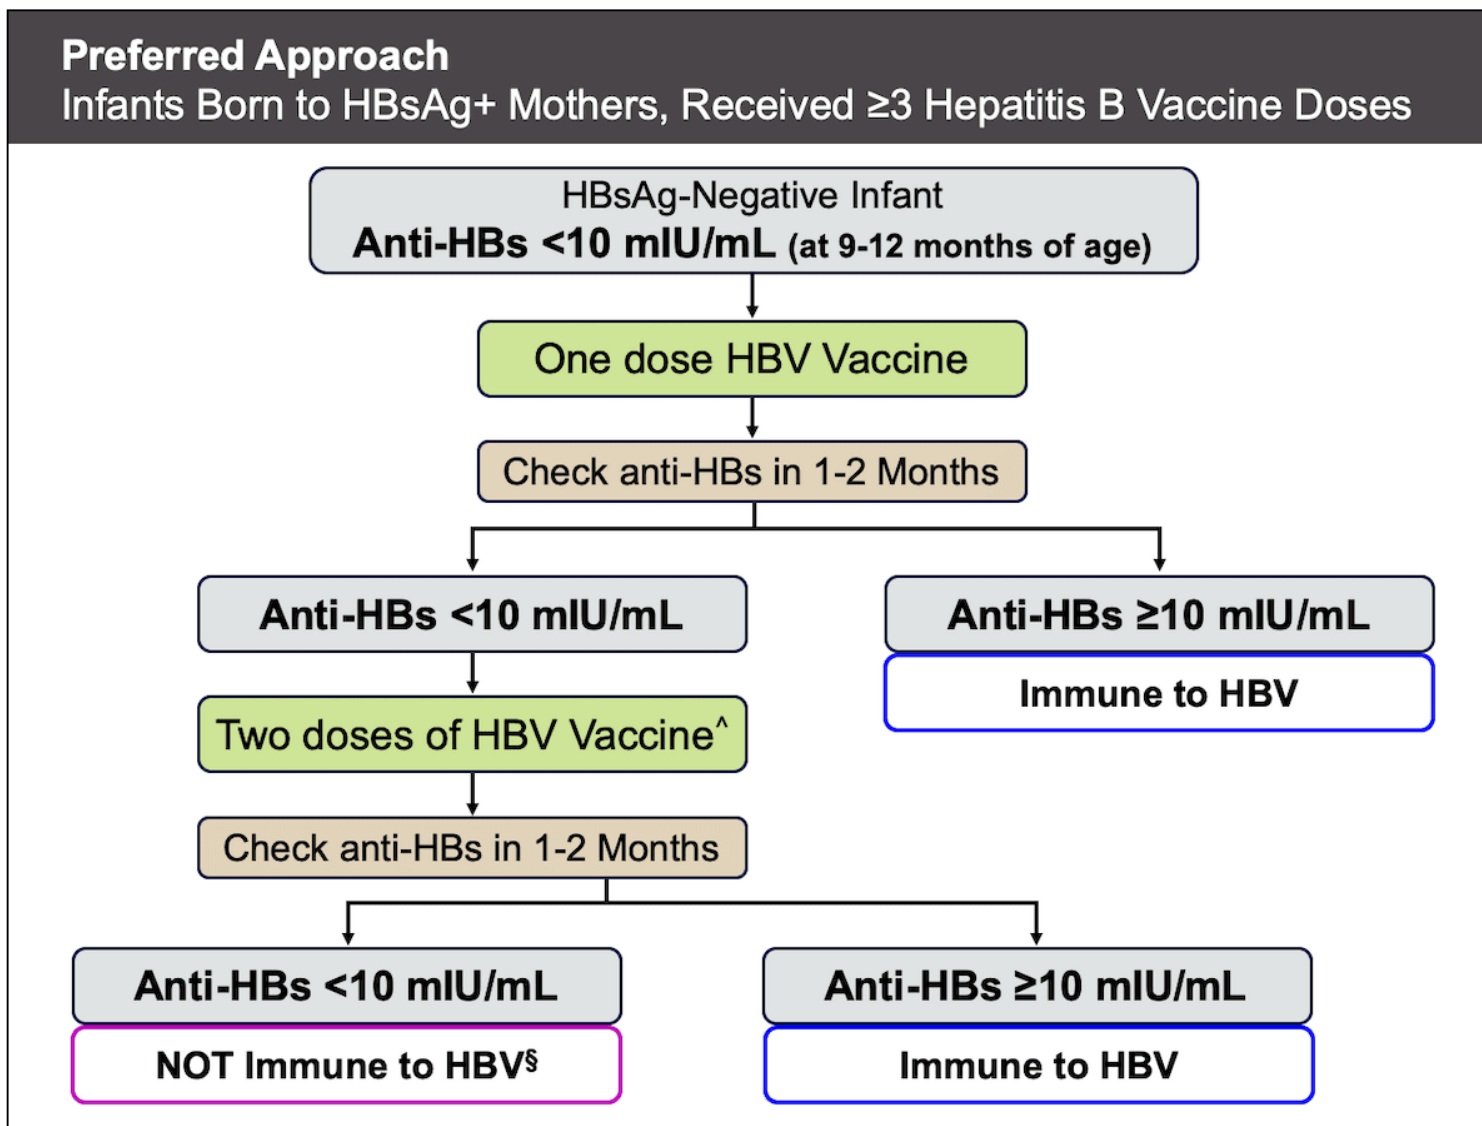 Preferred Approach
Infants Born to HBsAg+ Mothers, Received ≥3 Hepatitis B Vaccine Doses
HBsAg-Negative Infant
Anti-HBs <10 mIU/mL (at 9-12 months of age)
One dose HBV Vaccine
Check anti-HBs in 1-2 Months
Anti-HBs <10 mIU/mL
Anti-HBs ≥10 mIU/mL
Immune to HBV
Two doses of HBV Vaccine^
Check anti-HBs in 1-2 Months
Anti-HBs <10 mIU/mL
NOT Immune to HBV§
Anti-HBs ≥10 mIU/mL
Immune to HBV